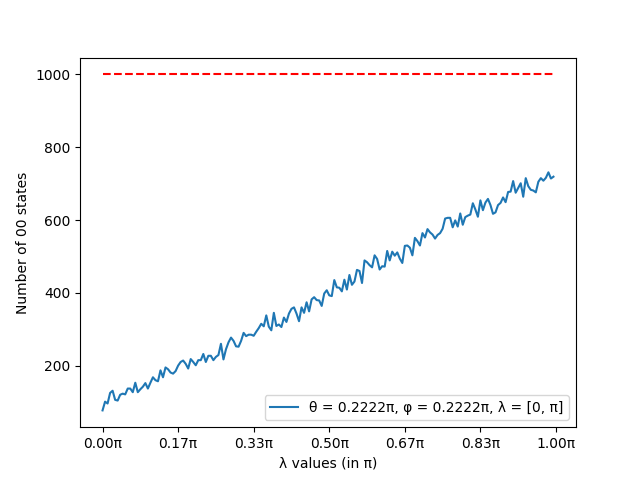 1000
800
600
400
200
Number of 00 states
0.00π 0.17π 0.33π 0.50π 0.67π 0.83π 1.00π
λ values (in π)
θ = 0.2222π, φ = 0.2222π, λ = [0, π]